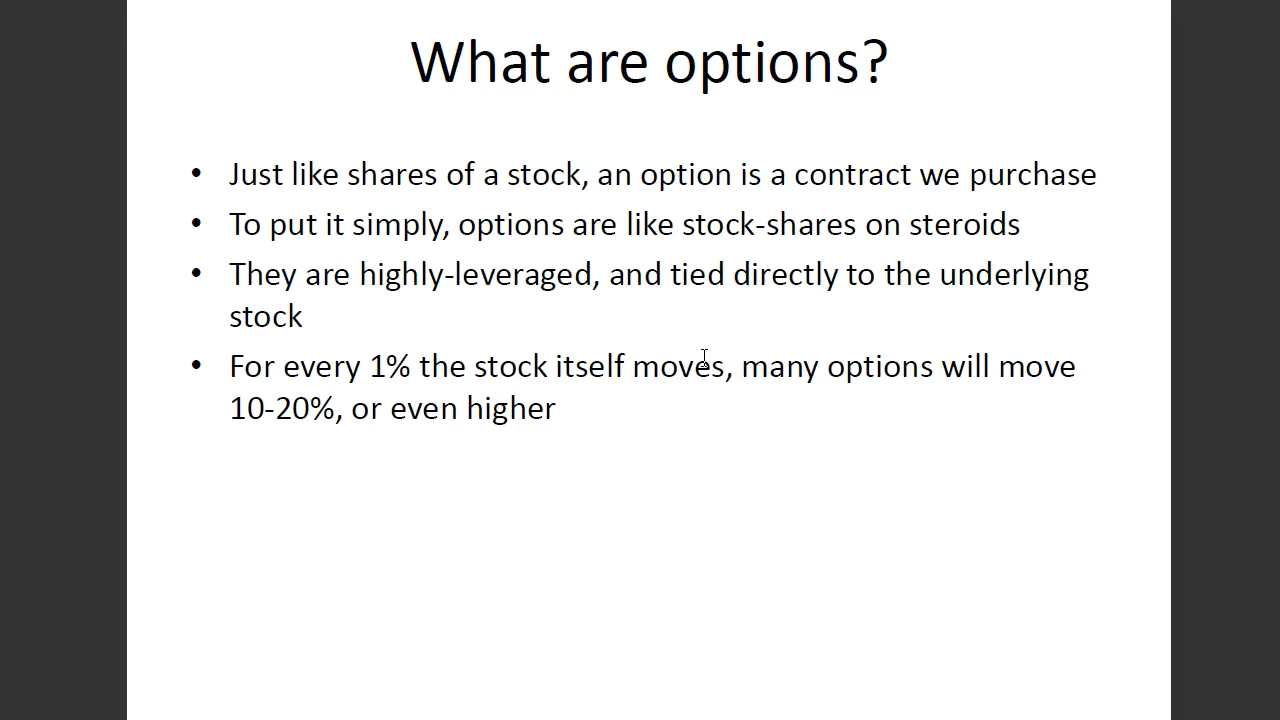 What are options?
• Just like shares of a stock, an option is a contract we purchase
• To put it simply, options are like stock-shares on steroids
• They are highly-leveraged, and tied directly to the underlying
stock
• For every 1% the stock itself moves, many options will move
10-20%, or even higher